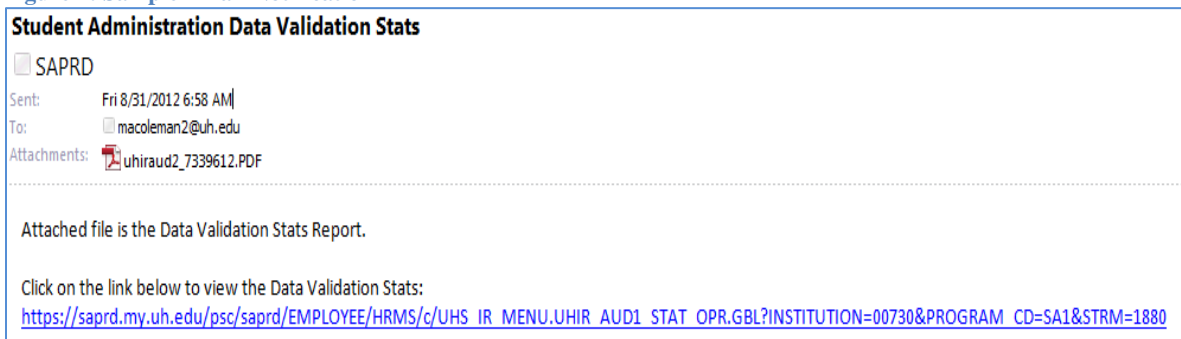 Student Administration Data Validation Stats
SAPRD
Sent: Fri 8/31/2012 6:58 AM
To: macoleman2@uh.edu
Attachments: uhiraud2_7339612.PDF
Attached file is the Data Validation Stats Report.
Click on the link below to view the Data Validation Stats:
https://saprd.my.uh.edu/psc/saprd/EMPLOYEE/HRMS/c/UHS_IR_MENU.UHIR_AUD1_STAT_OPR.GBL?INSTITUTION=00730&PROGRAM_CD=SA1&STRM=1880